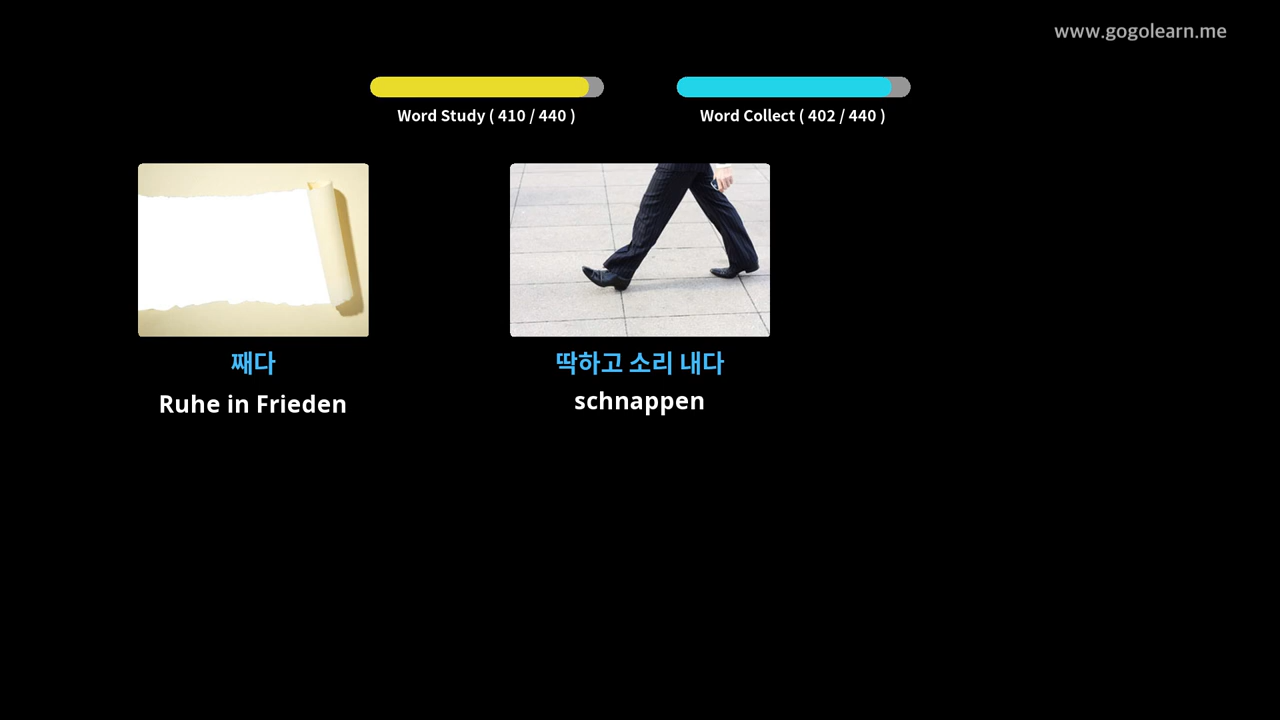 www.gogolearn.me
Word Study ( 410 / 440 )
Word Collect ( 402 / 440 )
째다
Ruhe in Frieden
딱하고 소리 내다
schnappen